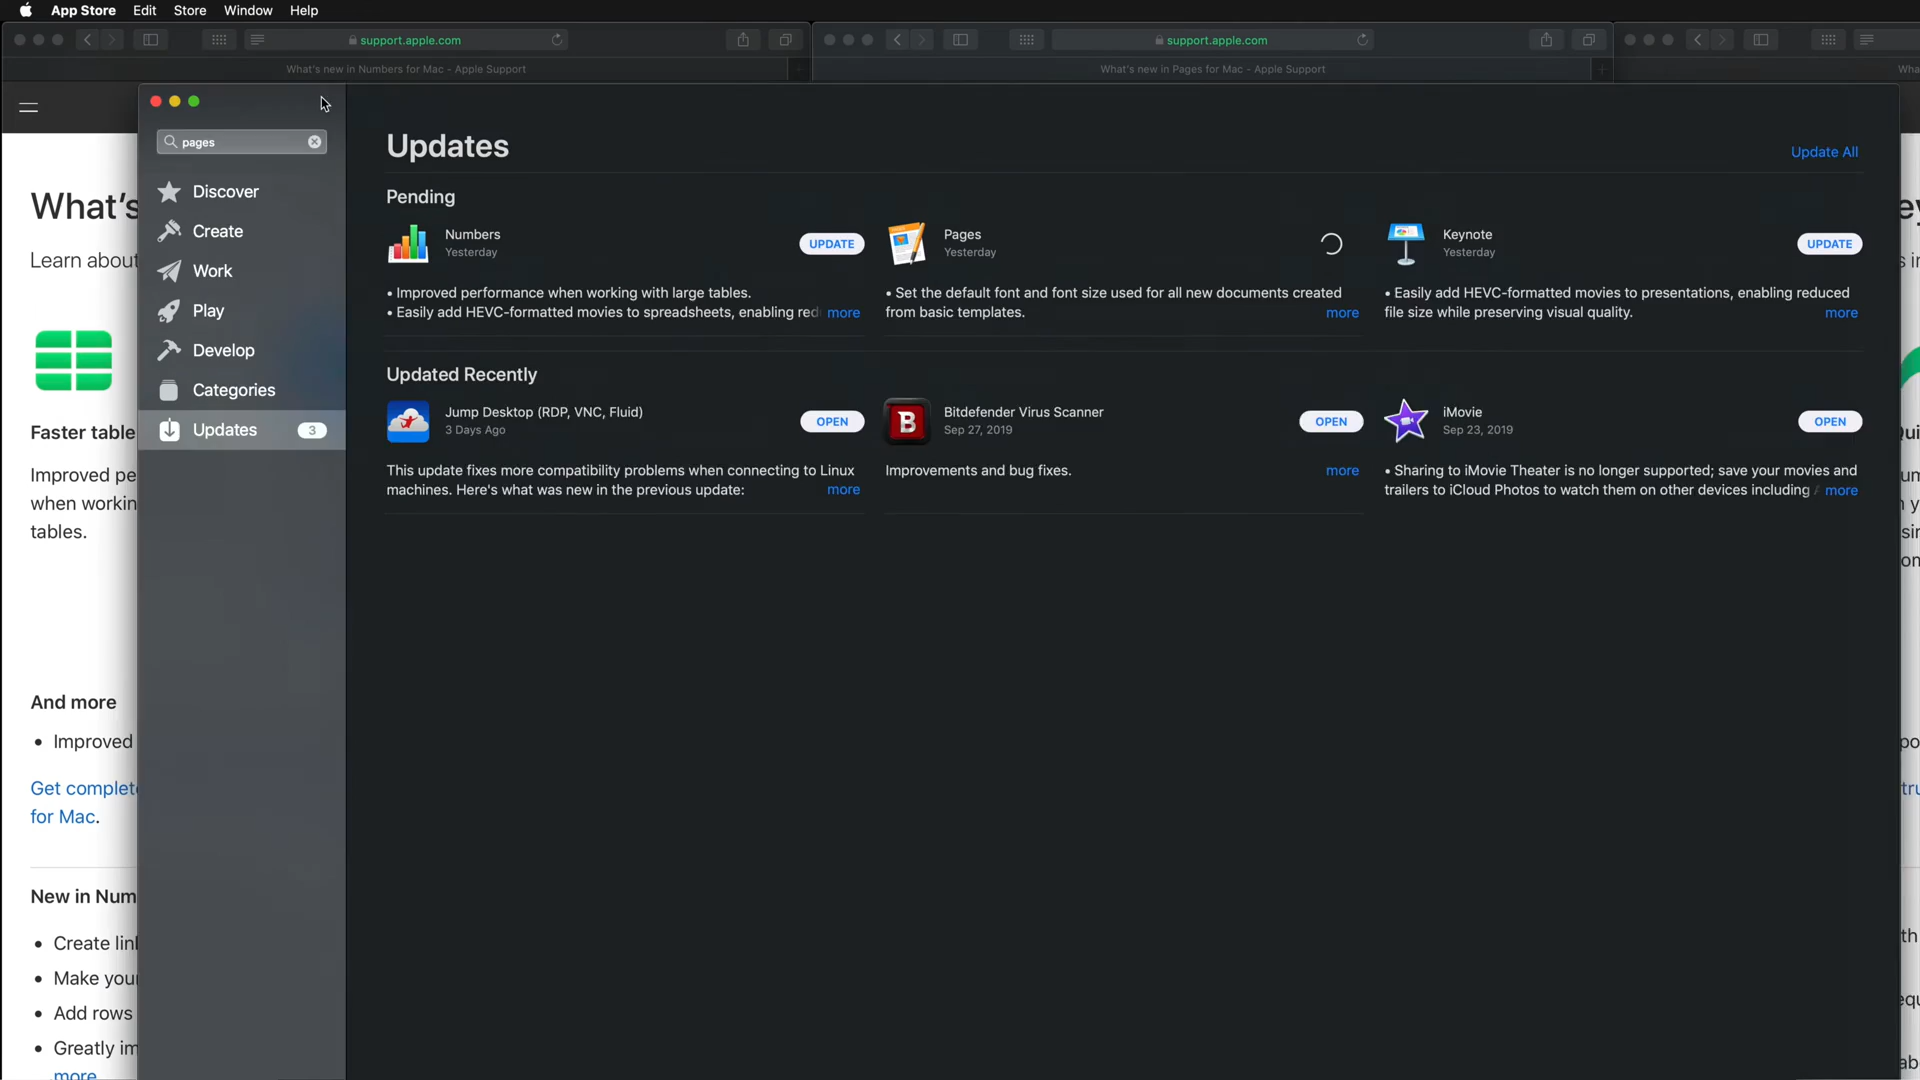 App Store Edit Store Window Help
support.apple.com
support.apple.com
What's new in Numbers for Mac - Apple Support
What's new in Pages for Mac - Apple Support
pages
Discover
Create
Work
Play
Develop
Categories
Updates 3
Updates
Update All
Pending
Numbers
Yesterday
UPDATE
• Improved performance when working with large tables.
• Easily add HEVC-formatted movies to spreadsheets, enabling red more
Pages
Yesterday
• Set the default font and font size used for all new documents created
from basic templates. more
Keynote
Yesterday
UPDATE
• Easily add HEVC-formatted movies to presentations, enabling reduced
file size while preserving visual quality. more
Updated Recently
Jump Desktop (RDP, VNC, Fluid)
3 Days Ago
OPEN
This update fixes more compatibility problems when connecting to Linux
machines. Here's what was new in the previous update: more
Bitdefender Virus Scanner
Sep 27, 2019
OPEN
Improvements and bug fixes. more
iMovie
Sep 23, 2019
OPEN
• Sharing to iMovie Theater is no longer supported; save your movies and
trailers to iCloud Photos to watch them on other devices including more
What's
Learn about
Faster table
Improved pe
when workin
tables.
And more
• Improved
Get complete
for Mac.
New in Num
• Create lin
• Make your
• Add rows
• Greatly im
more